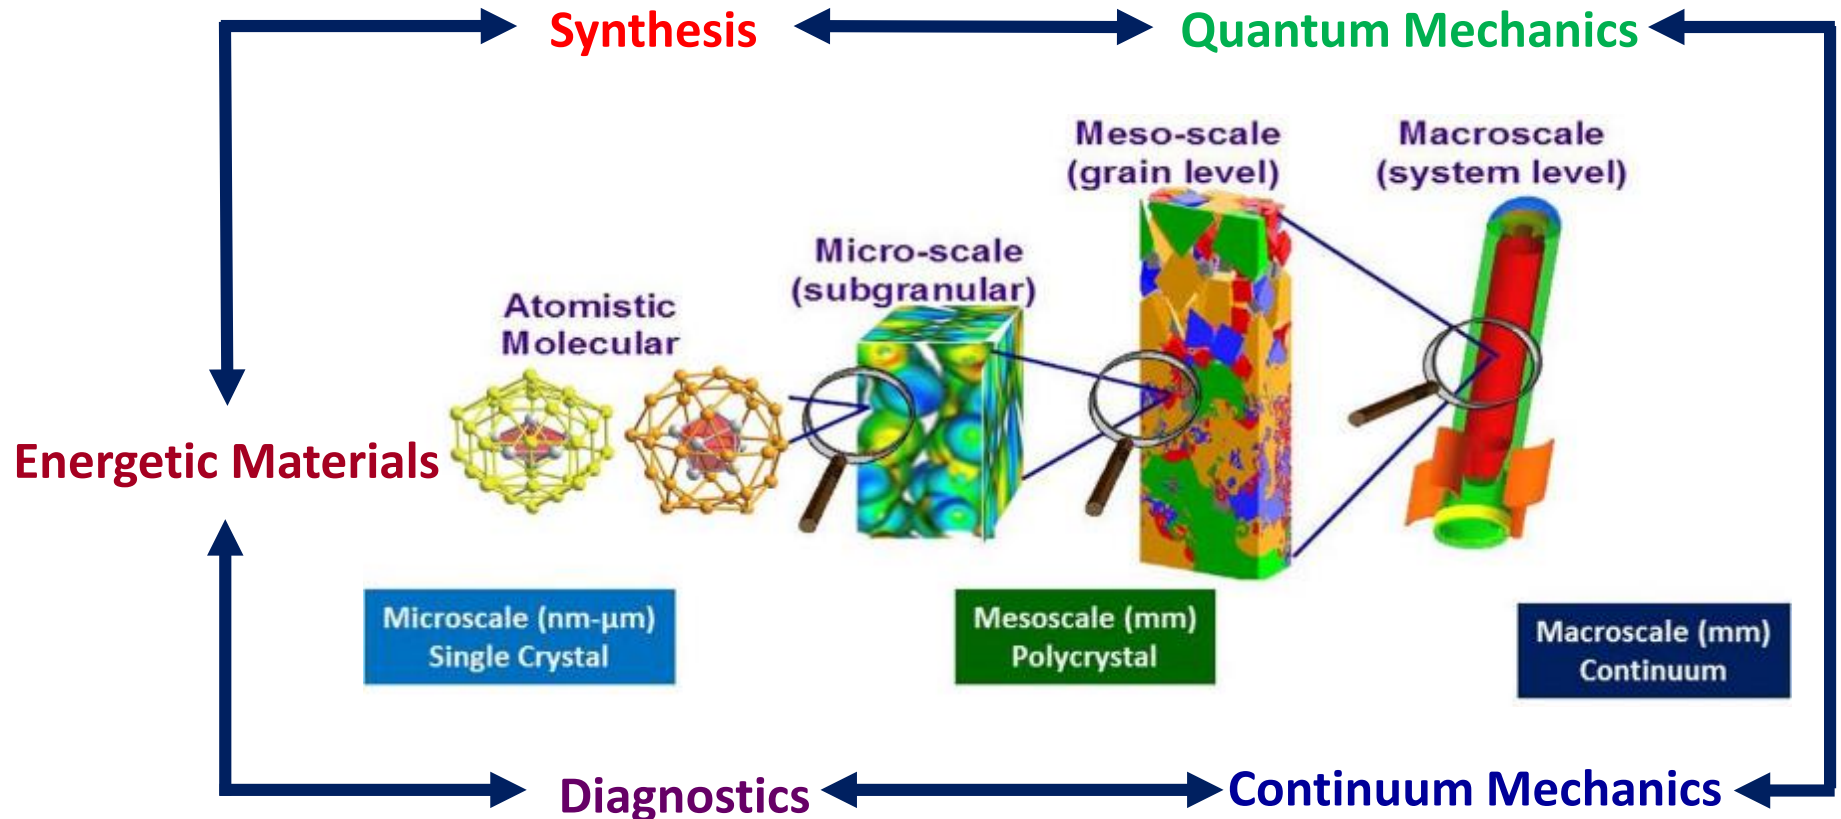 Synthesis
Quantum Mechanics
Meso-scale
(grain level)
Macroscale
(system level)
Micro-scale
(subgranular)
Atomistic
Molecular
Energetic Materials
Microscale (nm-μm)
Single Crystal
Mesoscale (mm)
Polycrystal
Macroscale (mm)
Continuum
Diagnostics
Continuum Mechanics